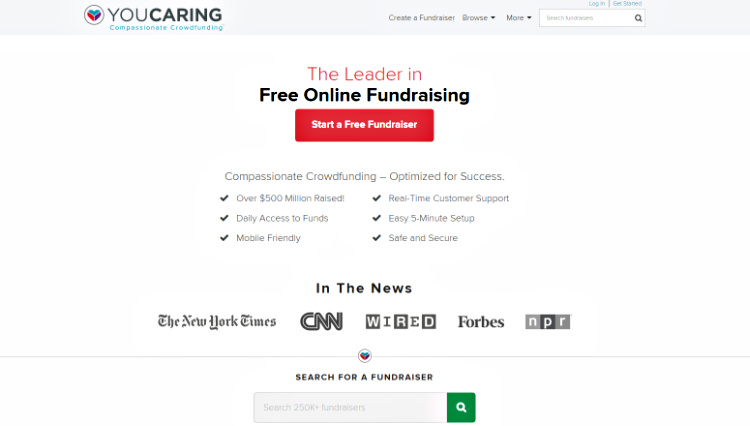 Log In | Get Started
YOUCARING
Compassionate Crowdfunding
Create a Fundraiser Browse More Search fundraisers
The Leader in
Free Online Fundraising
Start a Free Fundraiser
Compassionate Crowdfunding – Optimized for Success.
Over $500 Million Raised! Real-Time Customer Support
Daily Access to Funds Easy 5-Minute Setup
Mobile Friendly Safe and Secure
In The News
The New York Times CNN WIRED Forbes npr
SEARCH FOR A FUNDRAISER
Search 250K+ fundraisers